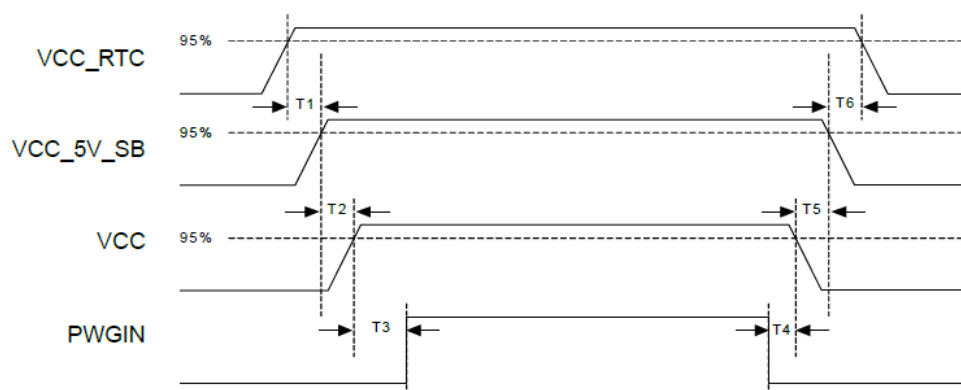 95%
VCC_RTC
T1
T6
95%
VCC_5V_SB
T2
T5
VCC
95%
PWGIN
T3
T4